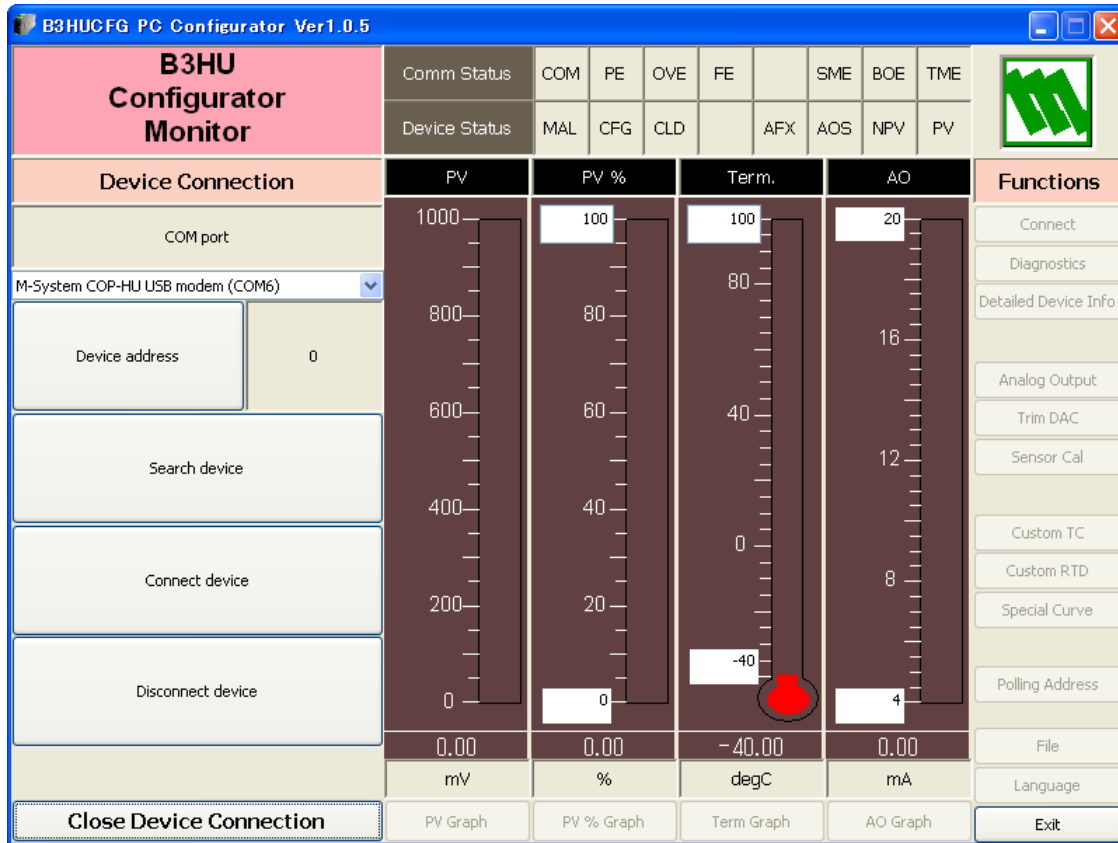 B3HUCFG PC Configurator Ver1.0.5
B3HU
Configurator
Monitor
Comm Status COM PE OVE FE SME BOE TME
Device Status MAL CFG CLD AFX AOS NPV PV
Device Connection
COM port
M-System COP-HU USB modem (COM6)
Device address 0
Search device
Connect device
Disconnect device
Close Device Connection
PV
1000
800
600
400
200
0
0.00
mV
PV Graph
PV %
100
80
60
40
20
0
0.00
%
PV % Graph
Term.
100
80
40
0
-40
-40.00
degC
Term Graph
AO
20
16
12
8
4
0.00
mA
AO Graph
Functions
Connect
Diagnostics
Detailed Device Info
Analog Output
Trim DAC
Sensor Cal
Custom TC
Custom RTD
Special Curve
Polling Address
File
Language
Exit